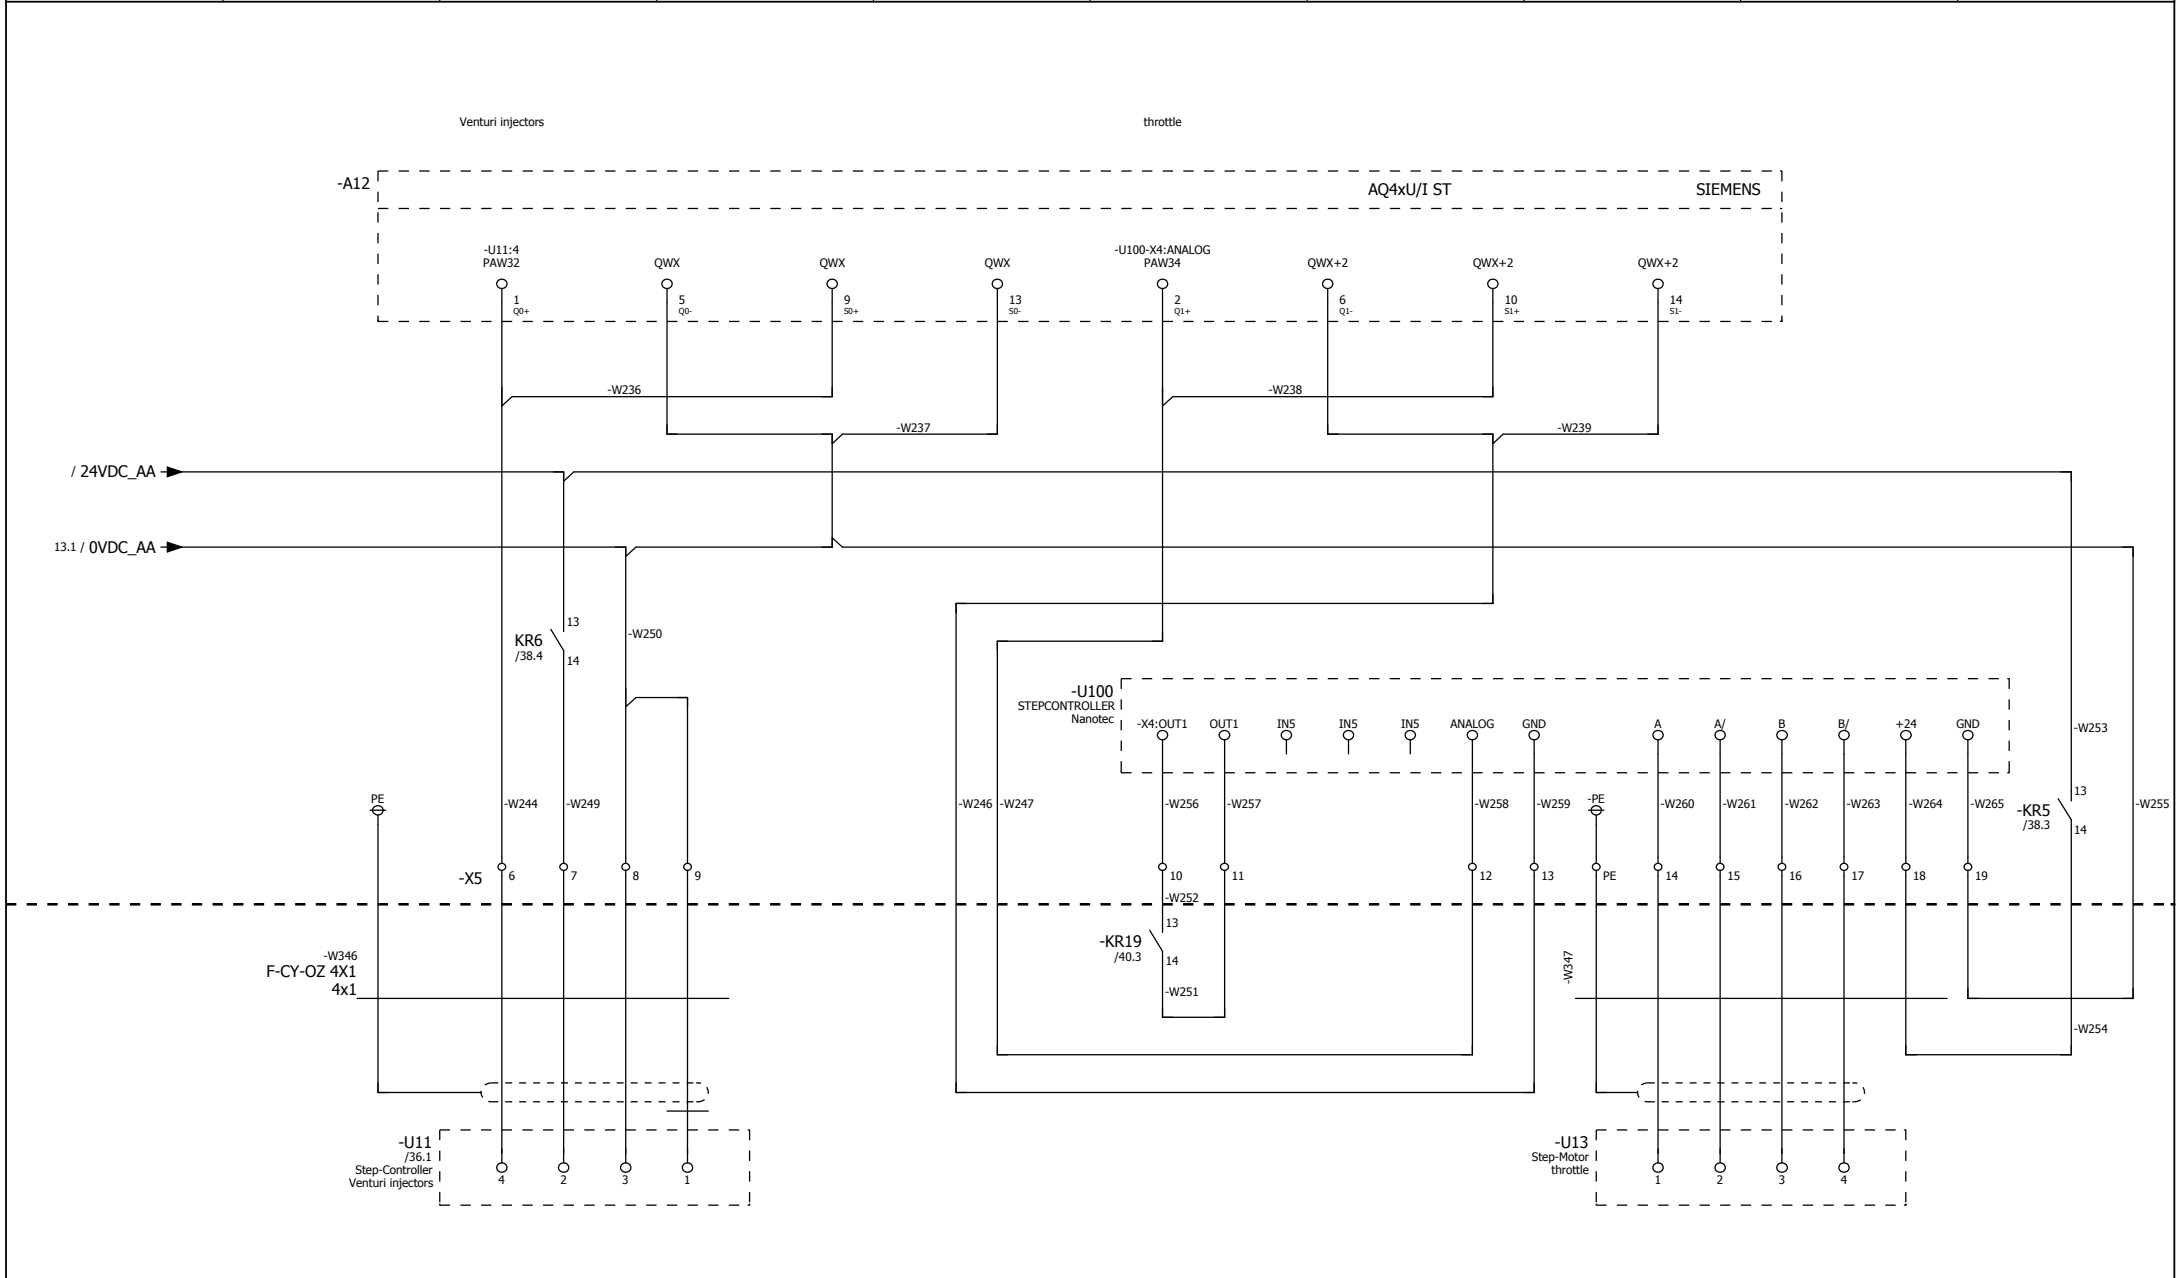 Venturi injectors
throttle
-A12
AQ4xU/I ST
SIEMENS
-U11:4
PAW32
QWX
QWX
QWX
-U100-X4:ANALOG
PAW34
QWX+2
QWX+2
QWX+2
1
Q0+
5
Q0-
9
S0+
13
S0-
2
Q1+
6
Q1-
10
S1+
14
S1-
-W236
-W238
-W237
-W239
/ 24VDC_AA
13.1 / 0VDC_AA
KR6
/38.4
13
14
-W250
-U100
STEPCONTROLLER
Nanotec
-X4:OUT1
OUT1
IN5
IN5
IN5
ANALOG
GND
A
A/
B
B/
+24
GND
-W253
PE
-W244
-W249
-W246
-W247
-W256
-W257
-W258
-W259
-PE
-W260
-W261
-W262
-W263
-W264
-W265
-KR5
/38.3
13
14
-W255
-X5
6
7
8
9
10
11
12
13
PE
14
15
16
17
18
19
-W252
-KR19
/40.3
13
14
-W251
-W346
F-CY-OZ 4X1
4x1
-W347
-W254
-U11
/36.1
Step-Controller
Venturi injectors
4
2
3
1
-U13
Step-Motor
throttle
1
2
3
4